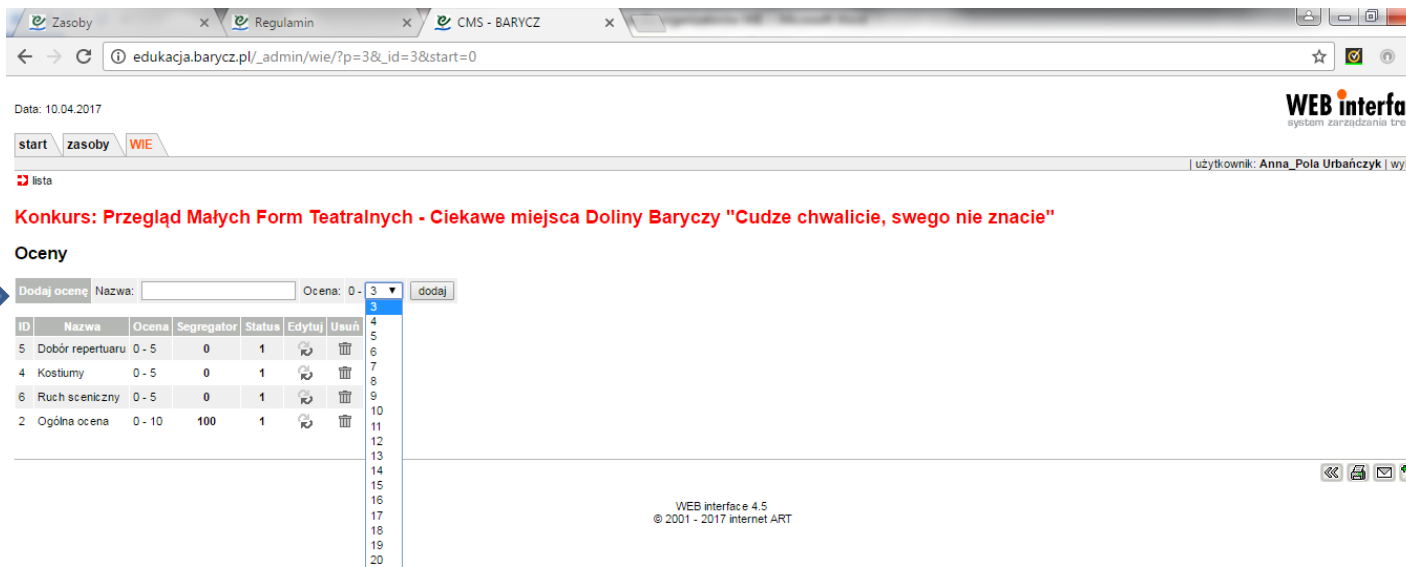 Zasoby
Regulamin
CMS - BARYCZ
edukacja.barycz.pl/_admin/wie/?p=3&_id=3&start=0
Data: 10.04.2017
WEB interfa
system zarządzania tre
start zasoby WIE
| użytkownik: Anna_Pola Urbańczyk | wy
lista
Konkurs: Przegląd Małych Form Teatralnych - Ciekawe miejsca Doliny Baryczy "Cudze chwalicie, swego nie znacie"
Oceny
Dodaj ocenę Nazwa: Ocena: 0 - 3 dodaj
ID Nazwa Ocena Segregator Status Edytuj Usuń
5 Dobór repertuaru 0 - 5 0 1
4 Kostiumy 0 - 5 0 1
6 Ruch sceniczny 0 - 5 0 1
2 Ogólna ocena 0 - 10 100 1
3
4
5
6
7
8
9
10
11
12
13
14
15
16
17
18
19
20
WEB interface 4.5
© 2001 - 2017 internet ART